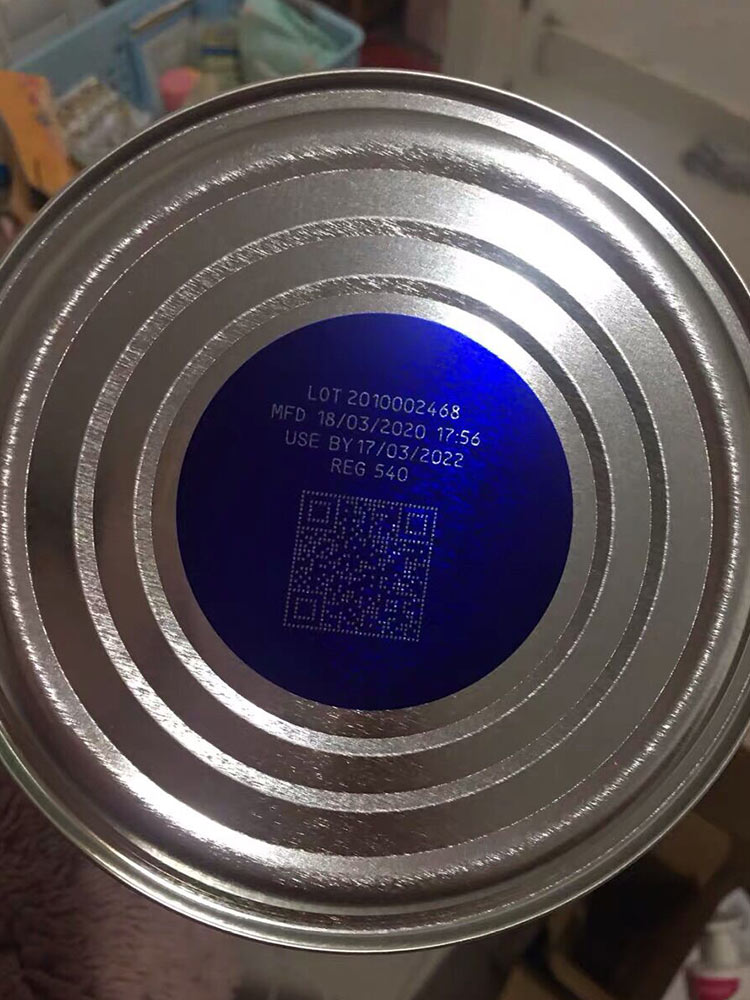 LOT 2010002468
MFD 18/03/2020 17:56
USE BY 17/03/2022
REG 540